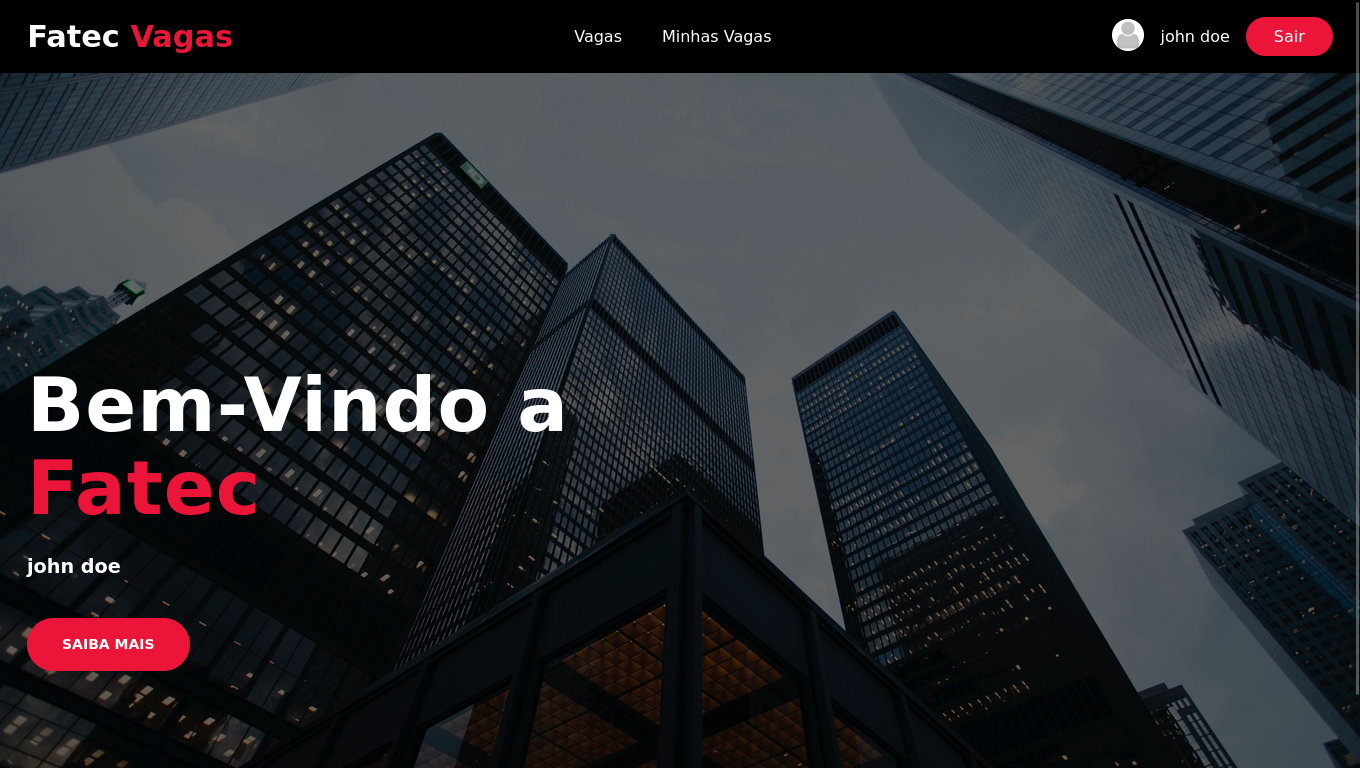 Fatec Vagas
Vagas
Minhas Vagas
john doe
Sair
Bem-Vindo a
Fatec
john doe
SAIBA MAIS